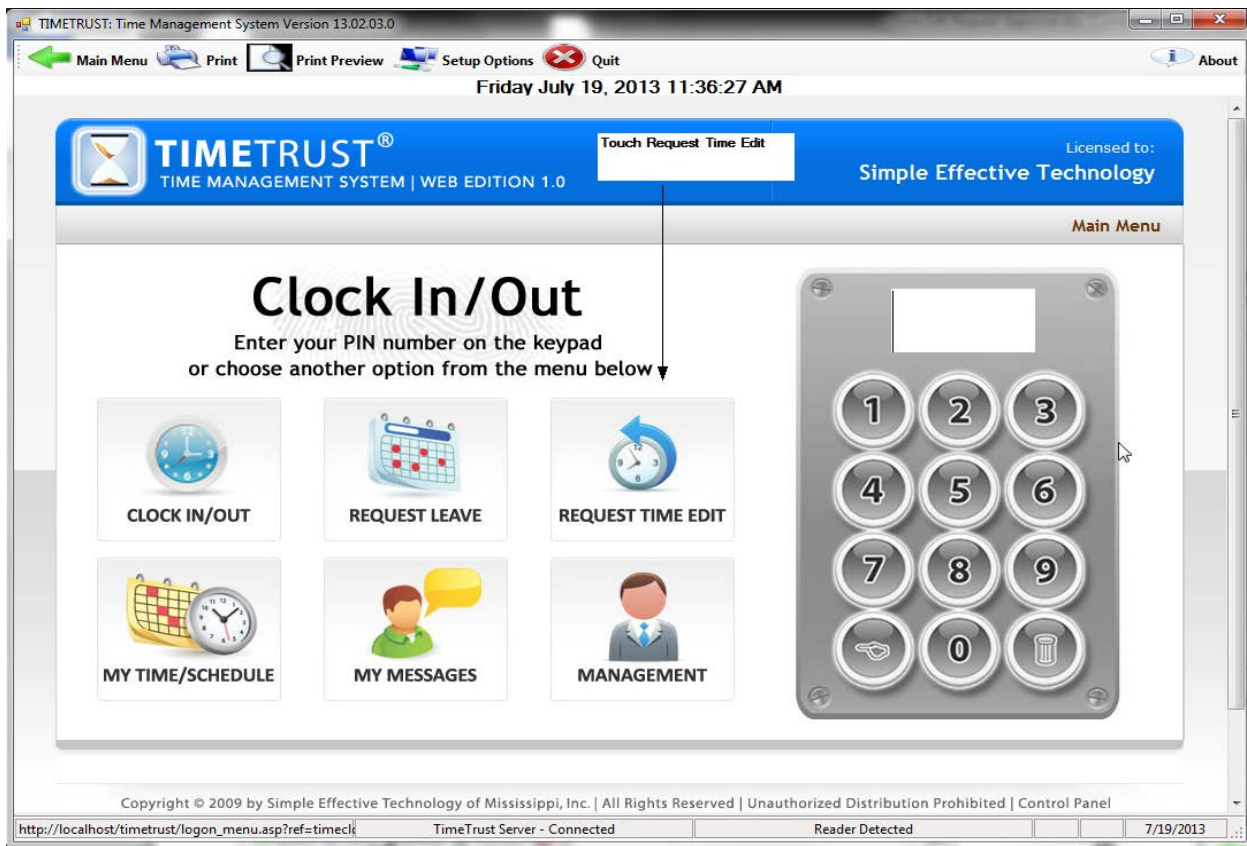 TIMETRUST: Time Management System Version 13.02.03.0
Main Menu Print Print Preview Setup Options Quit About
Friday July 19, 2013 11:36:27 AM
TIMETRUST®
TIME MANAGEMENT SYSTEM | WEB EDITION 1.0
Touch Request Time Edit
Licensed to:
Simple Effective Technology
Main Menu
Clock In/Out
Enter your PIN number on the keypad
or choose another option from the menu below
CLOCK IN/OUT REQUEST LEAVE REQUEST TIME EDIT
MY TIME/SCHEDULE MY MESSAGES MANAGEMENT
1 2 3
4 5 6
7 8 9
0
Copyright © 2009 by Simple Effective Technology of Mississippi, Inc. | All Rights Reserved | Unauthorized Distribution Prohibited | Control Panel
http://localhost/timetrust/logon_menu.asp?ref=timecl TimeTrust Server - Connected Reader Detected 7/19/2013